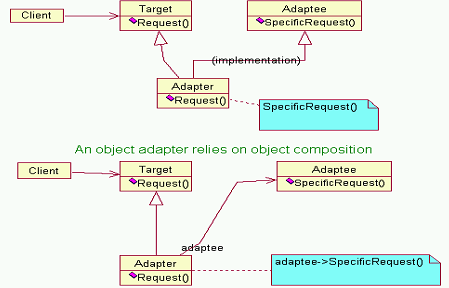 Client
Target
Request()
Adaptee
SpecificRequest()
(implementation)
Adapter
Request()
SpecificRequest()
An object adapter relies on object composition
Client
Target
Request()
Adaptee
SpecificRequest()
adaptee
Adapter
Request()
adaptee->SpecificRequest()